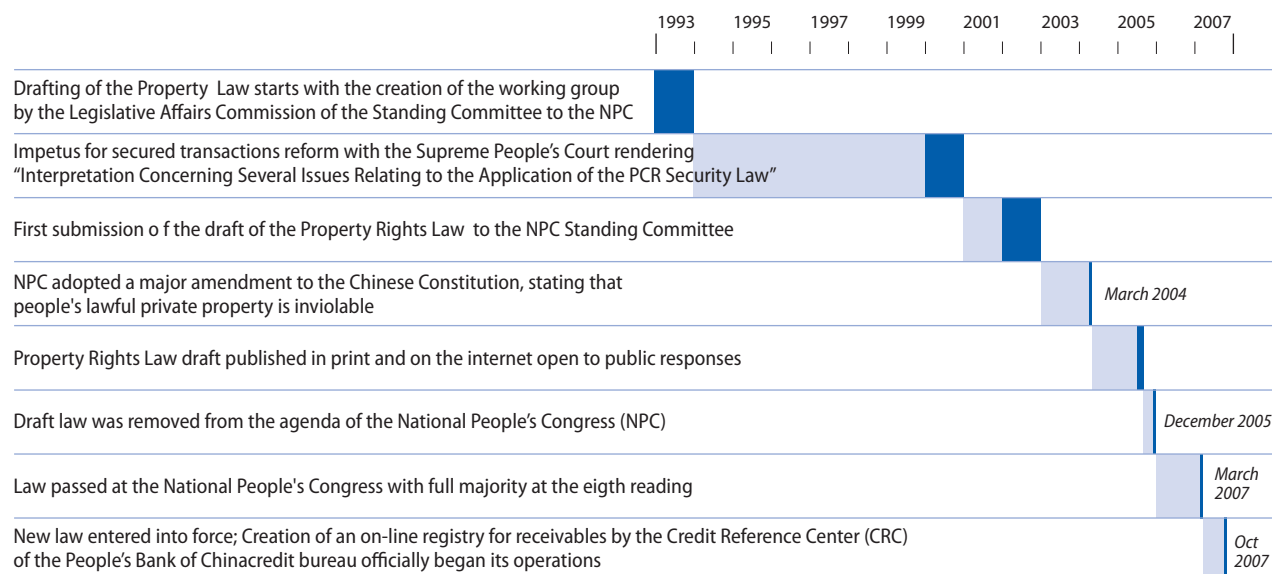 1993 1995 1997 1999 2001 2003 2005 2007
Drafting of the Property Law starts with the creation of the working group
by the Legislative Affairs Commission of the Standing Committee to the NPC
Impetus for secured transactions reform with the Supreme People's Court rendering
“Interpretation Concerning Several Issues Relating to the Application of the PCR Security Law”
First submission o f the draft of the Property Rights Law to the NPC Standing Committee
NPC adopted a major amendment to the Chinese Constitution, stating that
people's lawful private property is inviolable
March 2004
Property Rights Law draft published in print and on the internet open to public responses
Draft law was removed from the agenda of the National People's Congress (NPC)
December 2005
Law passed at the National People's Congress with full majority at the eigth reading
March
2007
New law entered into force; Creation of an on-line registry for receivables by the Credit Reference Center (CRC)
of the People's Bank of Chinacredit bureau officially began its operations
Oct
2007